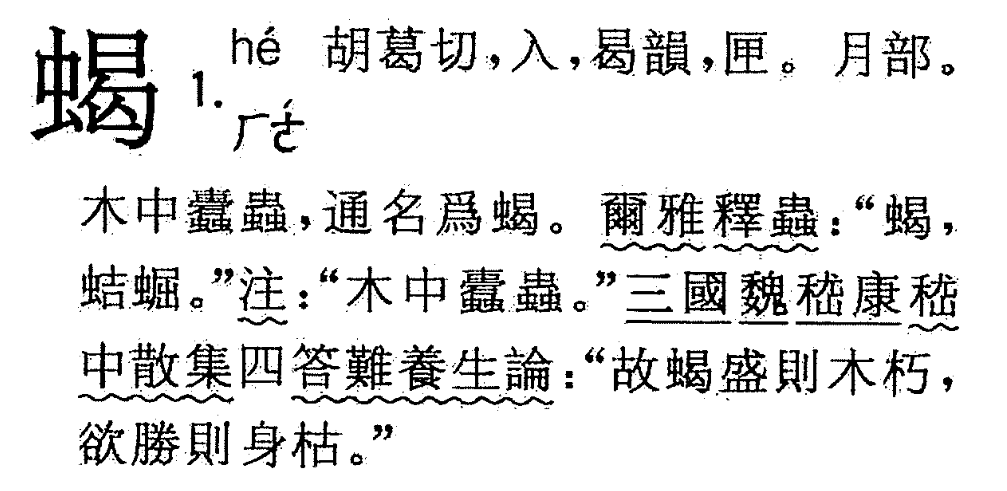 蝎 1. hé 胡葛切，入，曷韻，匣。月部。
ㄏㄜˊ
木中蠹蟲，通名爲蝎。爾雅釋蟲：“蝎，
蛣𧌑。”注：“木中蠹蟲。”三國魏嵇康嵇
中散集四答難養生論：“故蝎盛則木朽，
欲勝則身枯。”